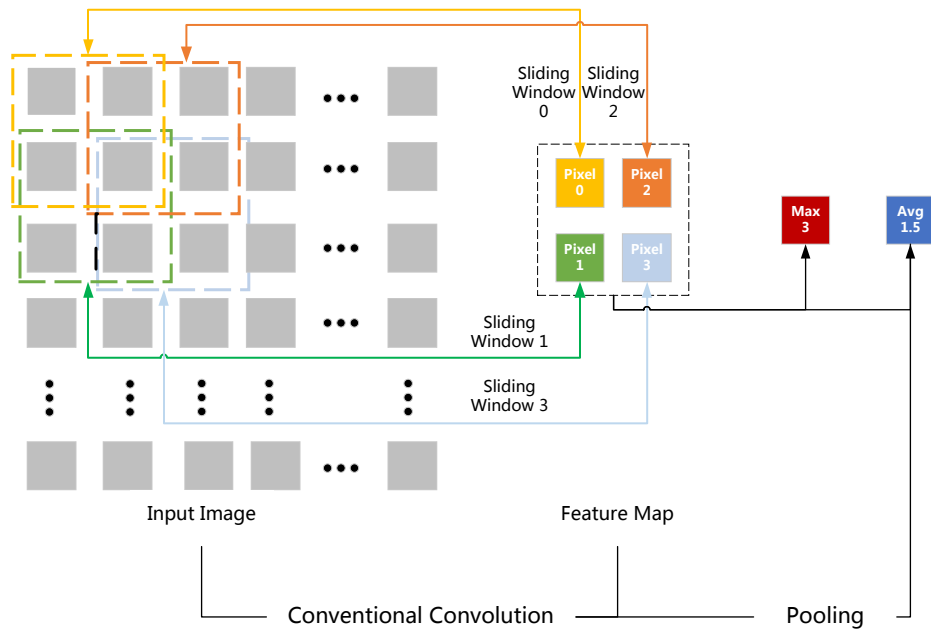 Sliding
Window
0
Sliding
Window
2
Pixel
0
Pixel
2
Max
3
Avg
1.5
Pixel
1
Pixel
3
Sliding
Window 1
Sliding
Window 3
Input Image
Feature Map
Conventional Convolution
Pooling